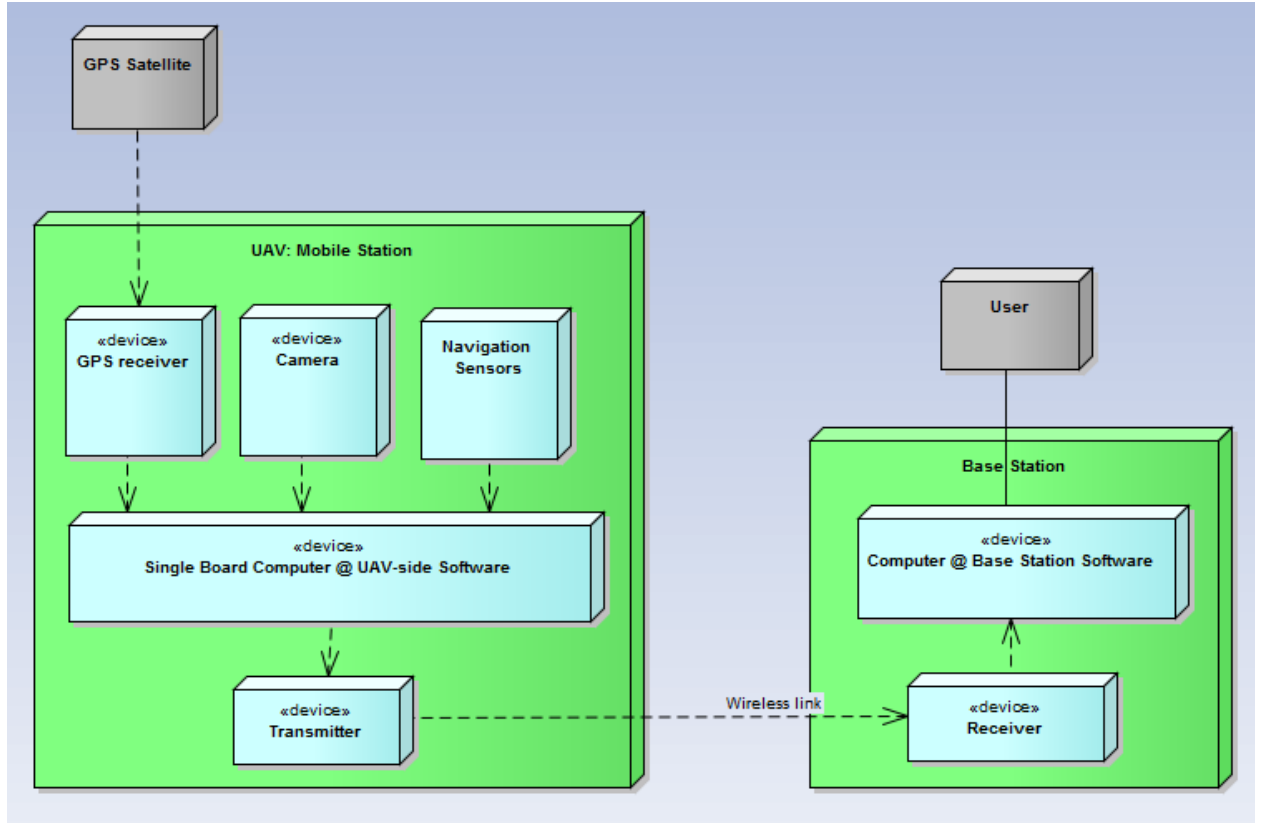 GPS Satellite
UAV: Mobile Station
«device»
GPS receiver
«device»
Camera
Navigation
Sensors
«device»
Single Board Computer @ UAV-side Software
«device»
Transmitter
Wireless link
User
Base Station
«device»
Computer @ Base Station Software
«device»
Receiver